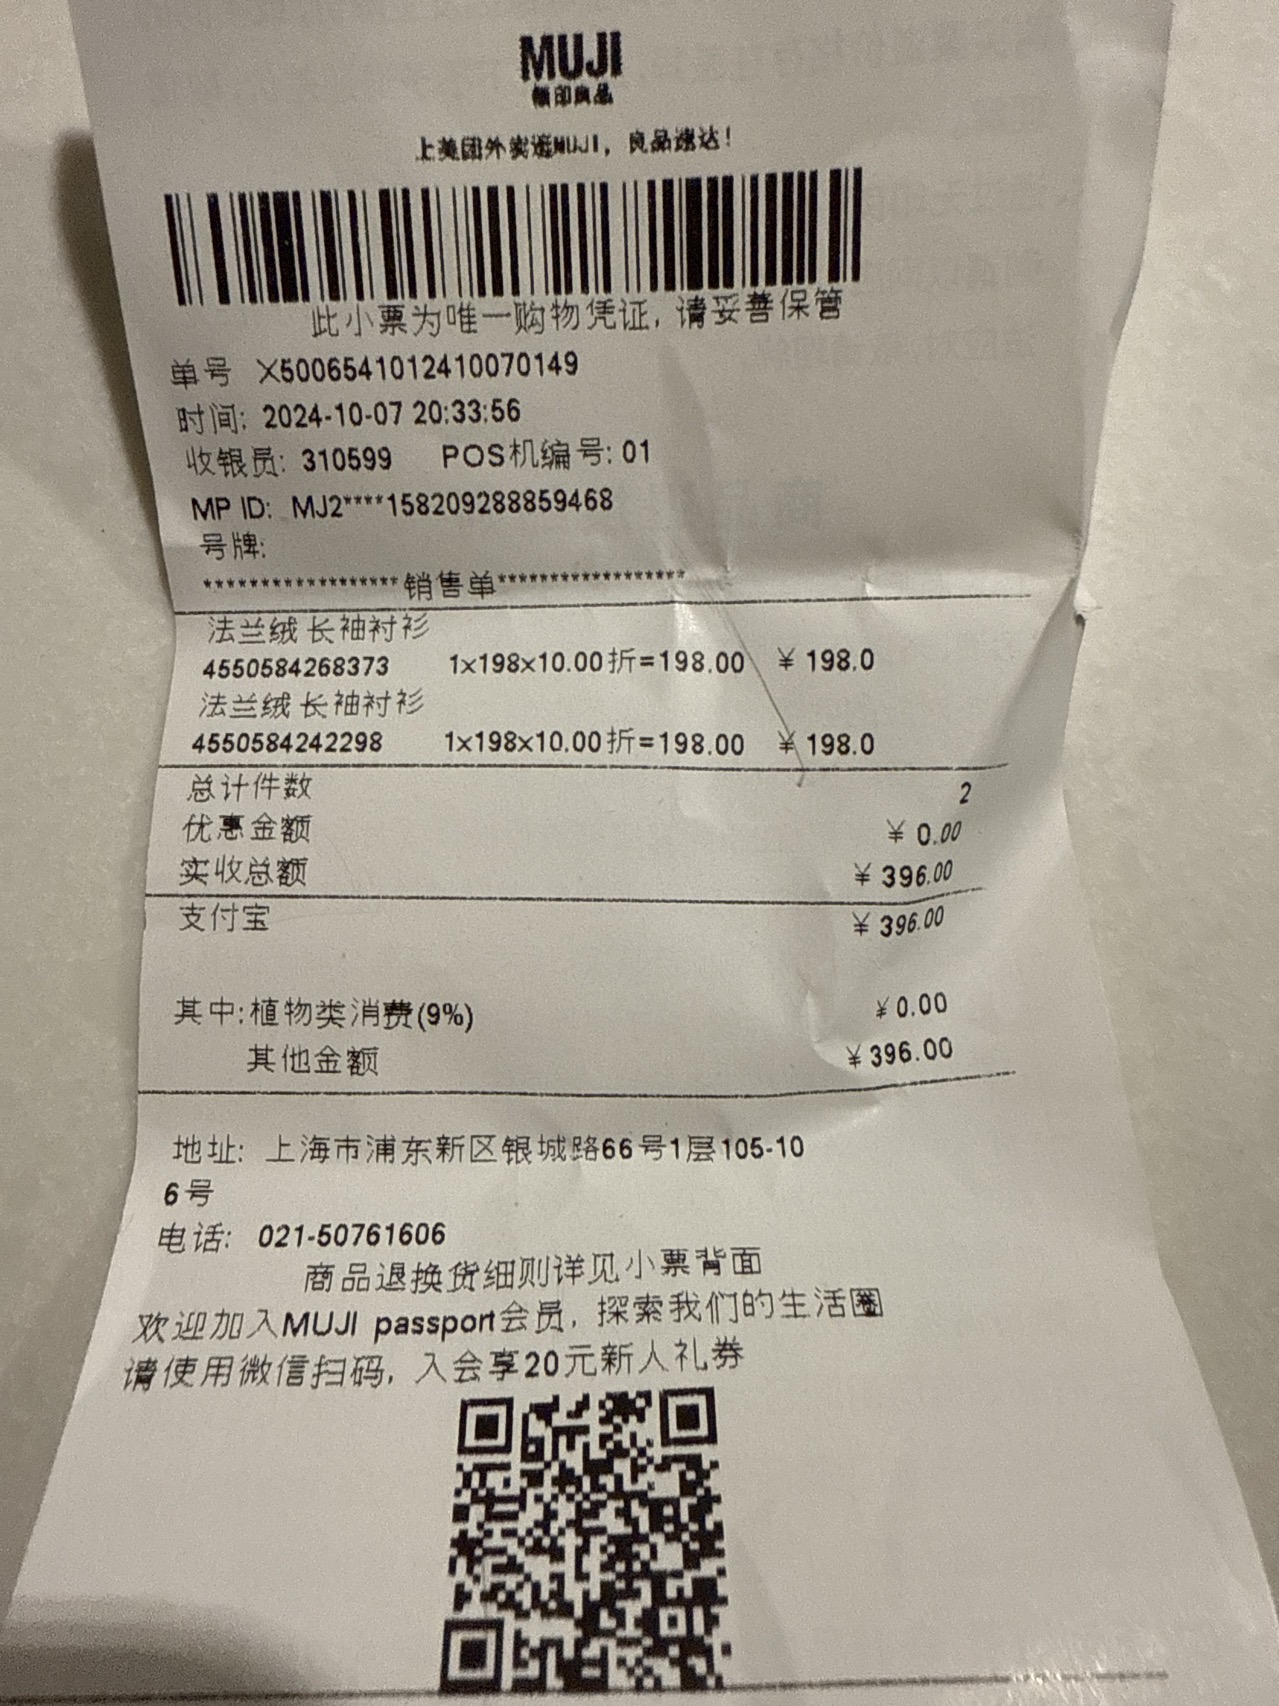 MUJI
無印良品
上美团外卖逛MUJI，良品速达！
此小票为唯一购物凭证, 请妥善保管
单号 X5006541012410070149
时间: 2024-10-07 20:33:56
收银员: 310599 POS机编号: 01
MP ID: MJ2****158209288859468
号牌:
******************销售单******************
法兰绒 长袖衬衫
4550584268373 1x198x10.00折=198.00 ¥ 198.0
法兰绒 长袖衬衫
4550584242298 1x198x10.00折=198.00 ¥ 198.0
总计件数 2
优惠金额 ¥ 0.00
实收总额 ¥ 396.00
支付宝 ¥ 396.00
其中:植物类消费(9%) ¥0.00
其他金额 ¥396.00
地址: 上海市浦东新区银城路66号1层105-10
6号
电话: 021-50761606
商品退换货细则详见小票背面
欢迎加入MUJI passport会员, 探索我们的生活圈
请使用微信扫码, 入会享20元新人礼券